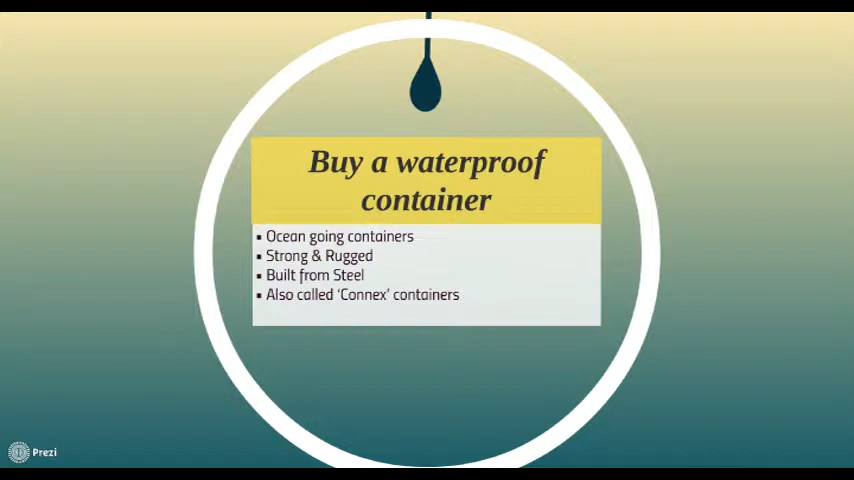 Buy a waterproof
container
▪ Ocean going containers
▪ Strong & Rugged
▪ Built from Steel
▪ Also called ‘Connex’ containers
Prezi